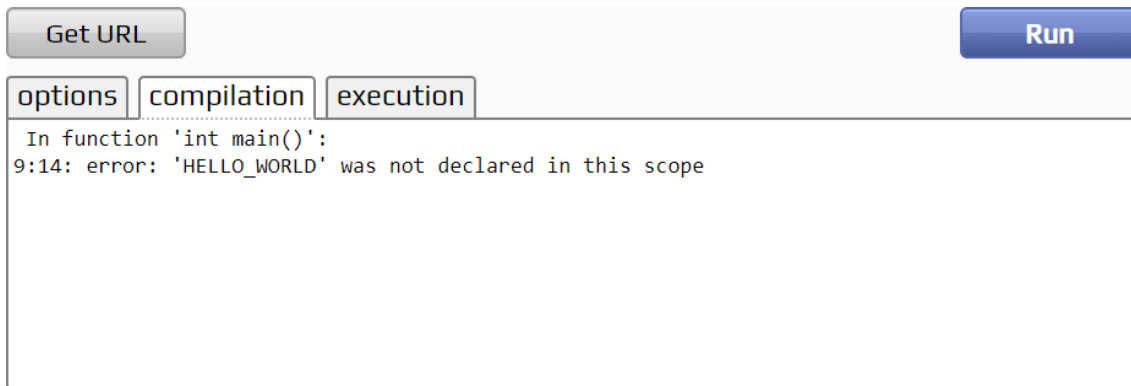 Get URL
Run
options compilation execution
In function 'int main()':
9:14: error: 'HELLO_WORLD' was not declared in this scope